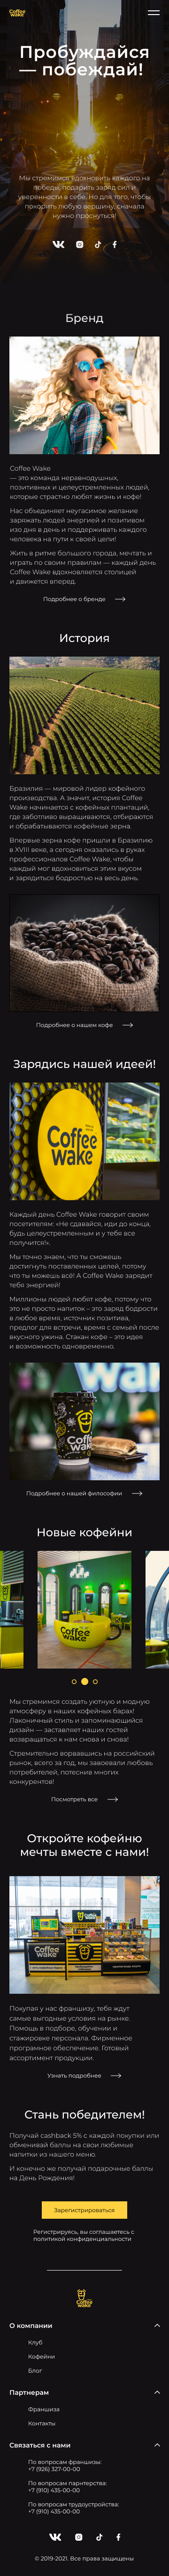 Coffee
Wake
Пробуждайся
— побеждай!
Мы стремимся вдохновить каждого на
победы, подарить заряд сил и
уверенности в себе. Но для того, чтобы
покорить любую вершину, сначала
нужно проснуться!
Бренд
Coffee Wake
— это команда неравнодушных,
позитивных и целеустремленных людей,
которые страстно любят жизнь и кофе!
Нас объединяет неугасимое желание
заряжать людей энергией и позитивом
изо дня в день и поддерживать каждого
человека на пути к своей цели!
Жить в ритме большого города, мечтать и
играть по своим правилам — каждый день
Coffee Wake вдохновляется столицей
и движется вперед.
Подробнее о бренде
История
Бразилия — мировой лидер кофейного
производства. А значит, история Coffee
Wake начинается с кофейных плантаций,
где заботливо выращиваются, отбираются
и обрабатываются кофейные зерна.
Впервые зерна кофе пришли в Бразилию
в XVIII веке, а сегодня оказались в руках
профессионалов Coffee Wake, чтобы
каждый мог вдохновиться этим вкусом
и зарядиться бодростью на весь день.
Подробнее о нашем кофе
Зарядись нашей идеей!
Coffee
Wake
Каждый день Coffee Wake говорит своим
посетителям: «Не сдавайся, иди до конца,
будь целеустремленным и у тебя все
получится!».
Мы точно знаем, что ты сможешь
достигнуть поставленных целей, потому
что ты можешь всё! А Coffee Wake зарядит
тебя энергией!
Миллионы людей любят кофе, потому что
это не просто напиток – это заряд бодрости
в любое время, источник позитива,
предлог для встречи, время с семьей после
вкусного ужина. Стакан кофе – это идея
и возможность одновременно.
Coffee
Wake
Подробнее о нашей философии
Новые кофейни
Coffee
Wake
Мы стремимся создать уютную и модную
атмосферу в наших кофейных барах!
Лаконичный стиль и запоминающийся
дизайн — заставляет наших гостей
возвращаться к нам снова и снова!
Стремительно ворвавшись на российский
рынок, всего за год, мы завоевали любовь
потребителей, потеснив многих
конкурентов!
Посмотреть все
Откройте кофейню
мечты вместе с нами!
Coffee
Wake
Покупая у нас франшизу, тебя ждут
самые выгодные условия на рынке.
Помощь в подборе, обучении и
стажировке персонала. Фирменное
програмное обеспечение. Готовый
ассортимент продукции.
Узнать подробнее
Стань победителем!
Получай cashback 5% с каждой покупки или
обменивай баллы на свои любимые
напитки из нашего меню.
И конечно же получай подарочные баллы
на День Рождения!
Зарегистрироваться
Регистрируясь, вы соглашаетесь с
политикой конфиденциальности
Coffee
Wake
О компании
Клуб
Кофейни
Блог
Партнерам
Франшиза
Контакты
Связаться с нами
По вопросам франшизы:
+7 (926) 327-00-00
По вопросам парнтерства:
+7 (910) 435-00-00
По вопросам трудоустройства:
+7 (910) 435-00-00
© 2019-2021. Все права защищены